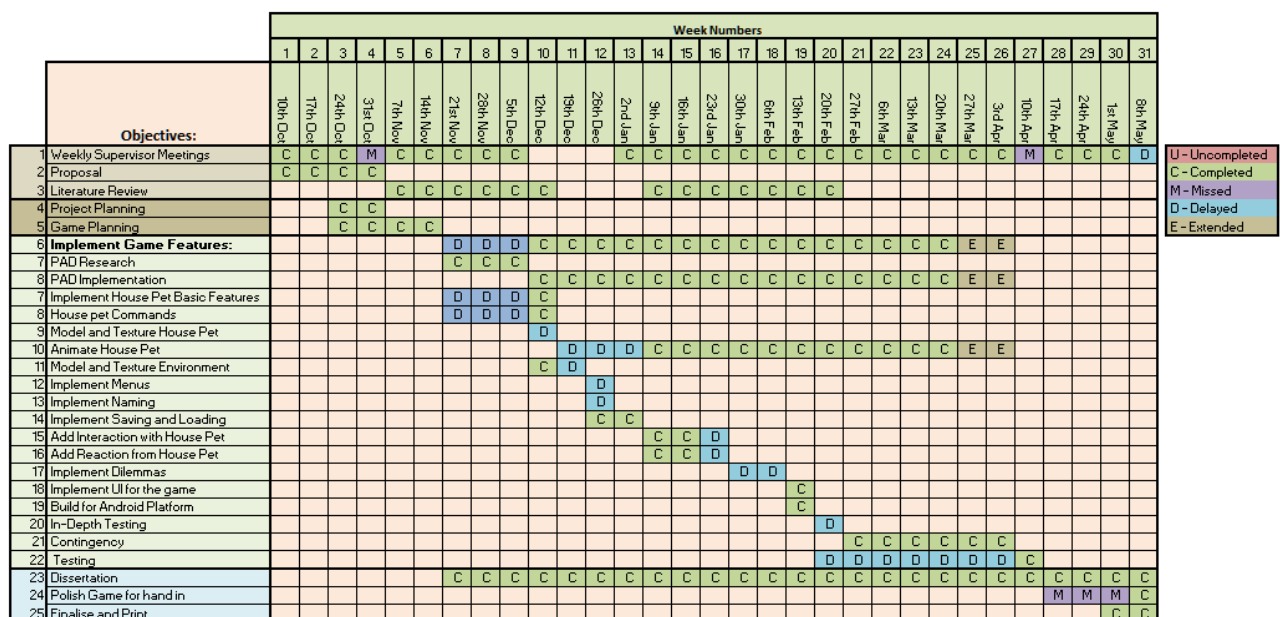 Week Numbers
1 2 3 4 5 6 7 8 9 10 11 12 13 14 15 16 17 18 19 20 21 22 23 24 25 26 27 28 29 30 31
Objectives: 10th Oct 17th Oct 24th Oct 31st Oct 7th Nov 14th Nov 21st Nov 28th Nov 5th Dec 12th Dec 19th Dec 26th Dec 2nd Jan 9th Jan 16th Jan 23rd Jan 30th Jan 6th Feb 13th Feb 20th Feb 27th Feb 6th Mar 13th Mar 20th Mar 27th Mar 3rd Apr 10th Apr 17th Apr 24th Apr 1st May 8th May
1 Weekly Supervisor Meetings C C C M C C C C C C C C C C C C C C C C C C C M C C C D
U - Uncompleted
2 Proposal C C C C
C - Completed
3 Literature Review C C C C C C C C C C C C C
M - Missed
4 Project Planning C C
D - Delayed
5 Game Planning C C C C
E - Extended
6 Implement Game Features: D D D C C C C C C C C C C C C C C C E E
7 PAD Research C C C
8 PAD Implementation C C C C C C C C C C C C C C C E E
7 Implement House Pet Basic Features D D D C
8 House pet Commands D D D C
9 Model and Texture House Pet D
10 Animate House Pet D D D C C C C C C C C C C C E E
11 Model and Texture Environment C D
12 Implement Menus D
13 Implement Naming D
14 Implement Saving and Loading C C
15 Add Interaction with House Pet C C D
16 Add Reaction from House Pet C C D
17 Implement Dilemmas D D
18 Implement UI for the game C
19 Build for Android Platform C
20 In-Depth Testing D
21 Contingency C C C C C C
22 Testing D D D D D D D C
23 Dissertation C C C C C C C C C C C C C C C C C C C C C C C C C
24 Polish Game for hand in M M M C
25 Finalise and Print C C